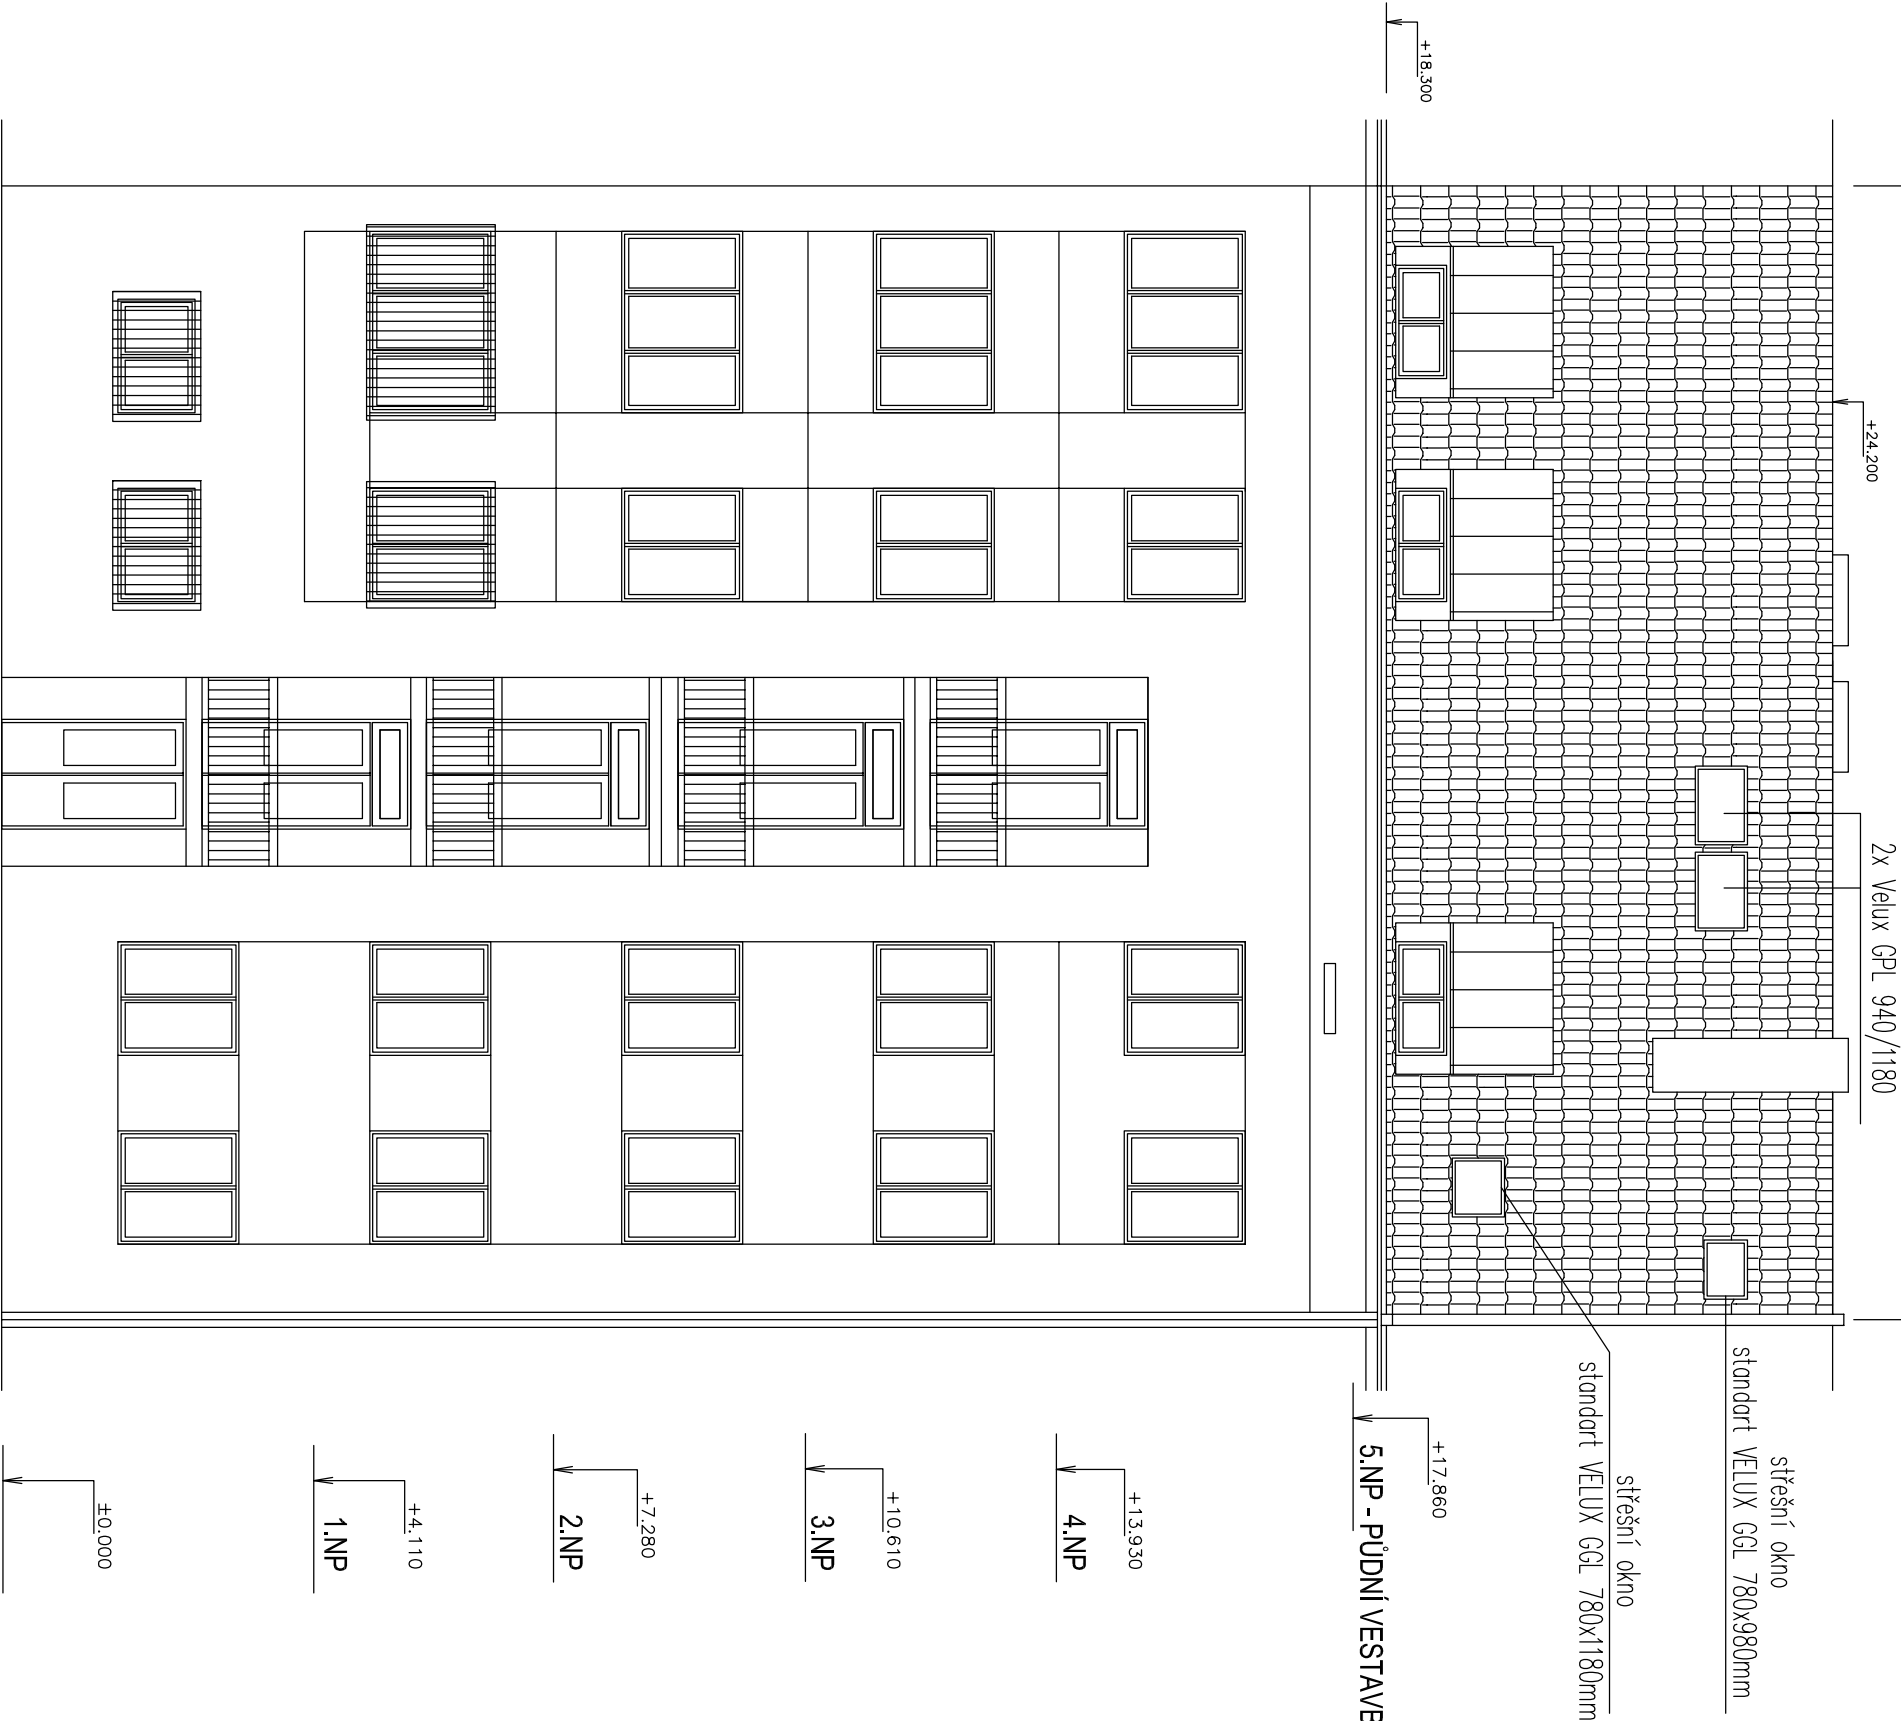 +18.300
+24.200
2x Velux GPL 940/1180
střešní okno
standart VELUX GGL 780x980mm
střešní okno
standart VELUX GGL 780x1180mm
+17.860
5.NP - PŮDNÍ VESTAVB
+13.930
4.NP
+10.610
3.NP
+7.280
2.NP
+4.110
1.NP
±0.000